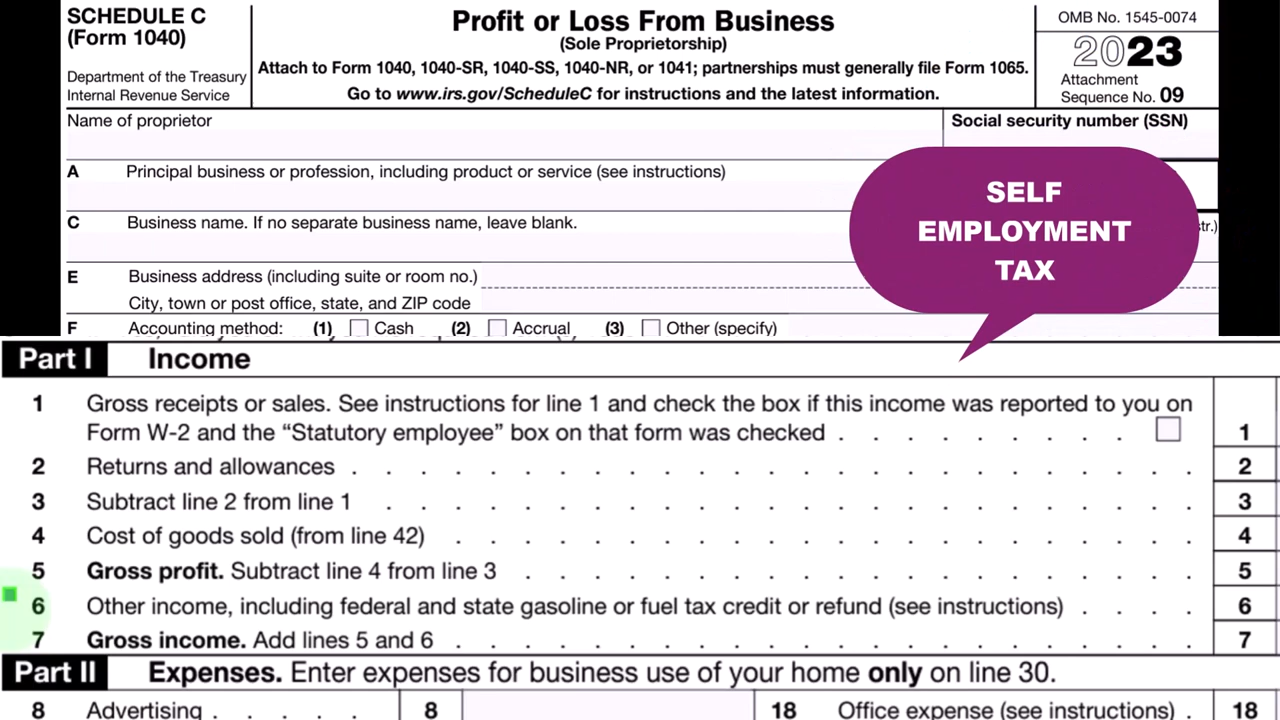 SCHEDULE C
(Form 1040)
Department of the Treasury
Internal Revenue Service
Profit or Loss From Business
(Sole Proprietorship)
Attach to Form 1040, 1040-SR, 1040-SS, 1040-NR, or 1041; partnerships must generally file Form 1065.
Go to www.irs.gov/ScheduleC for instructions and the latest information.
OMB No. 1545-0074
2023
Attachment
Sequence No. 09
Name of proprietor
Social security number (SSN)
A Principal business or profession, including product or service (see instructions)
C Business name. If no separate business name, leave blank.
str.)
E Business address (including suite or room no.)
City, town or post office, state, and ZIP code
F Accounting method: (1) Cash (2) Accrual (3) Other (specify)
SELF
EMPLOYMENT
TAX
Part I Income
1 Gross receipts or sales. See instructions for line 1 and check the box if this income was reported to you on
Form W-2 and the “Statutory employee” box on that form was checked . . . . . . . . . . 1
2 Returns and allowances . . . . . . . . . . . . . . . . . . . . . . . . 2
3 Subtract line 2 from line 1 . . . . . . . . . . . . . . . . . . . . . . . 3
4 Cost of goods sold (from line 42) . . . . . . . . . . . . . . . . . . . . . 4
5 Gross profit. Subtract line 4 from line 3 . . . . . . . . . . . . . . . . . . . 5
6 Other income, including federal and state gasoline or fuel tax credit or refund (see instructions) . . . . 6
7 Gross income. Add lines 5 and 6 . . . . . . . . . . . . . . . . . . . . . 7
Part II Expenses. Enter expenses for business use of your home only on line 30.
8 Advertising . . . . . 8
18 Office expense (see instructions) . 18